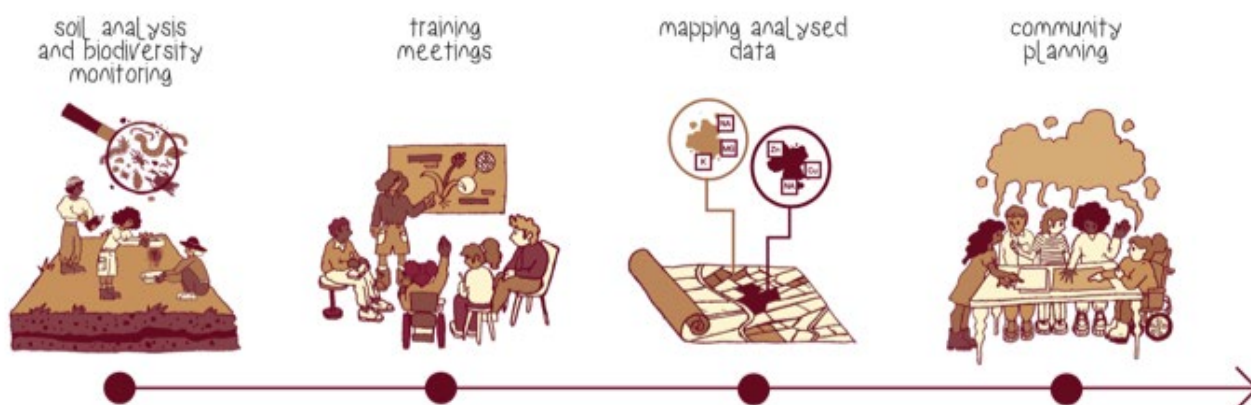 soil analysis
and biodiversity
monitoring
training
meetings
mapping analysed
data
community
planning
NA
MG
K
Zn
Cu
NA